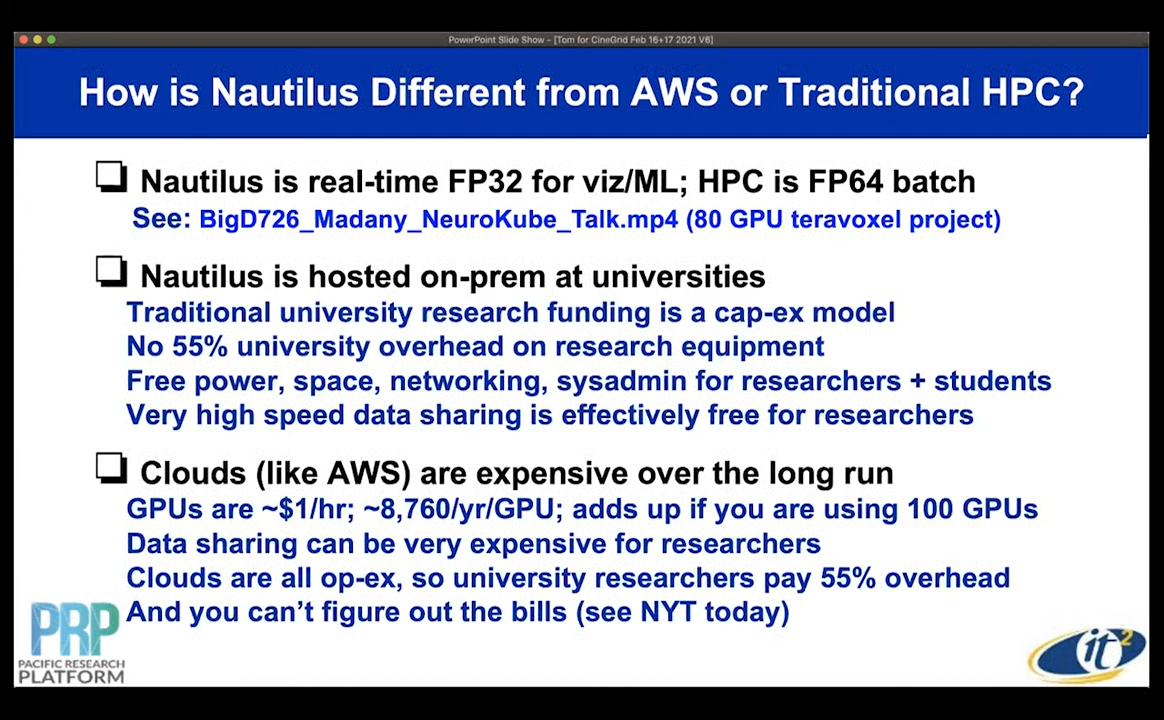 PowerPoint Slide Show - [Tom for CineGrid Feb 16+17 2021 V6]
How is Nautilus Different from AWS or Traditional HPC?
Nautilus is real-time FP32 for viz/ML; HPC is FP64 batch
See: BigD726_Madany_NeuroKube_Talk.mp4 (80 GPU teravoxel project)
Nautilus is hosted on-prem at universities
Traditional university research funding is a cap-ex model
No 55% university overhead on research equipment
Free power, space, networking, sysadmin for researchers + students
Very high speed data sharing is effectively free for researchers
Clouds (like AWS) are expensive over the long run
GPUs are ~$1/hr; ~8,760/yr/GPU; adds up if you are using 100 GPUs
Data sharing can be very expensive for researchers
Clouds are all op-ex, so university researchers pay 55% overhead
And you can’t figure out the bills (see NYT today)
PRP
PACIFIC RESEARCH
PLATFORM
it2